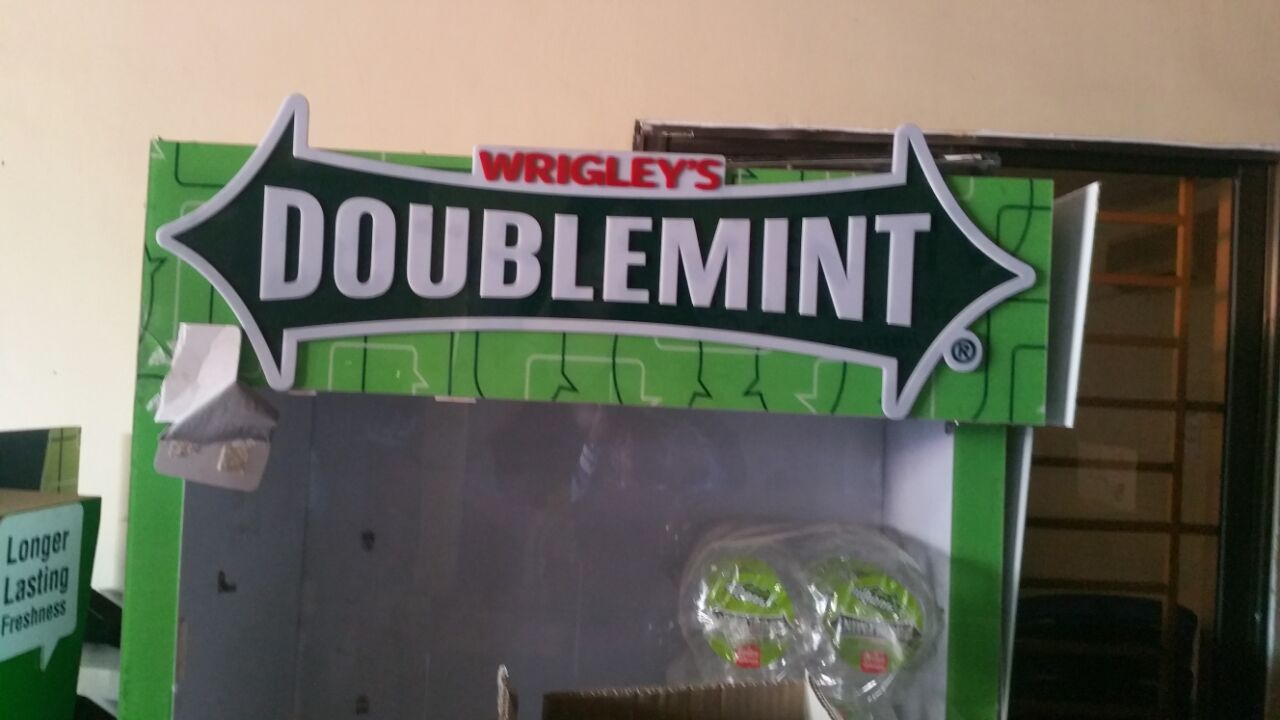 WRIGLEY'S
DOUBLEMINT
®
Longer
Lasting
Freshness